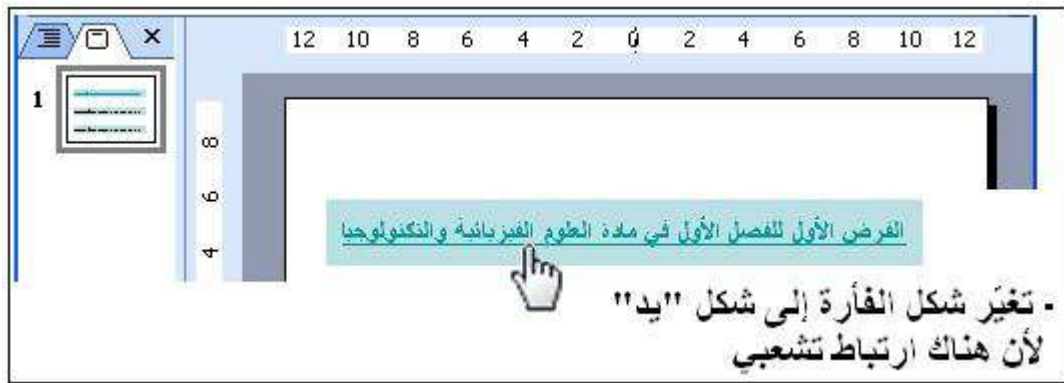 12 10 8 6 4 2 0 2 4 6 8 10 12
1
8
6
4
الفرض الأول للفصل الأول في مادة العلوم الفيزيائية والتكنولوجيا
- تغيّر شكل الفأرة إلى شكل "يد"
لأن هناك ارتباط تشعبي